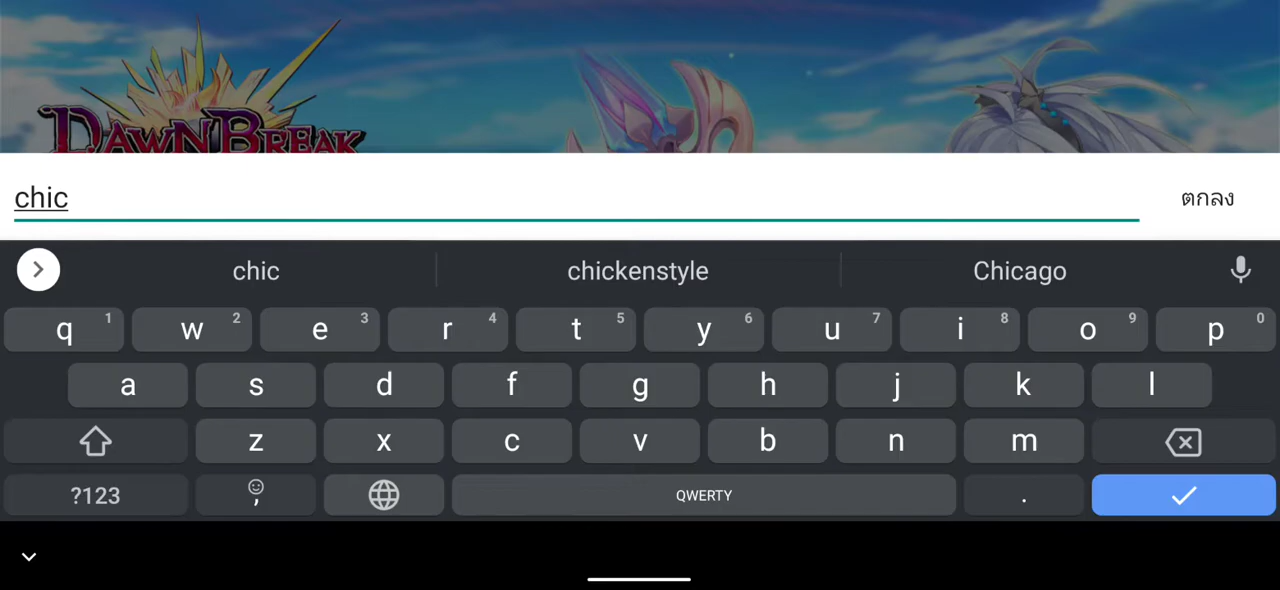 DAWNBREAK
chic
ตกลง
chic chickenstyle Chicago
q 1 w 2 e 3 r 4 t 5 y 6 u 7 i 8 o 9 p 0
a s d f g h j k l
z x c v b n m
?123 , QWERTY .